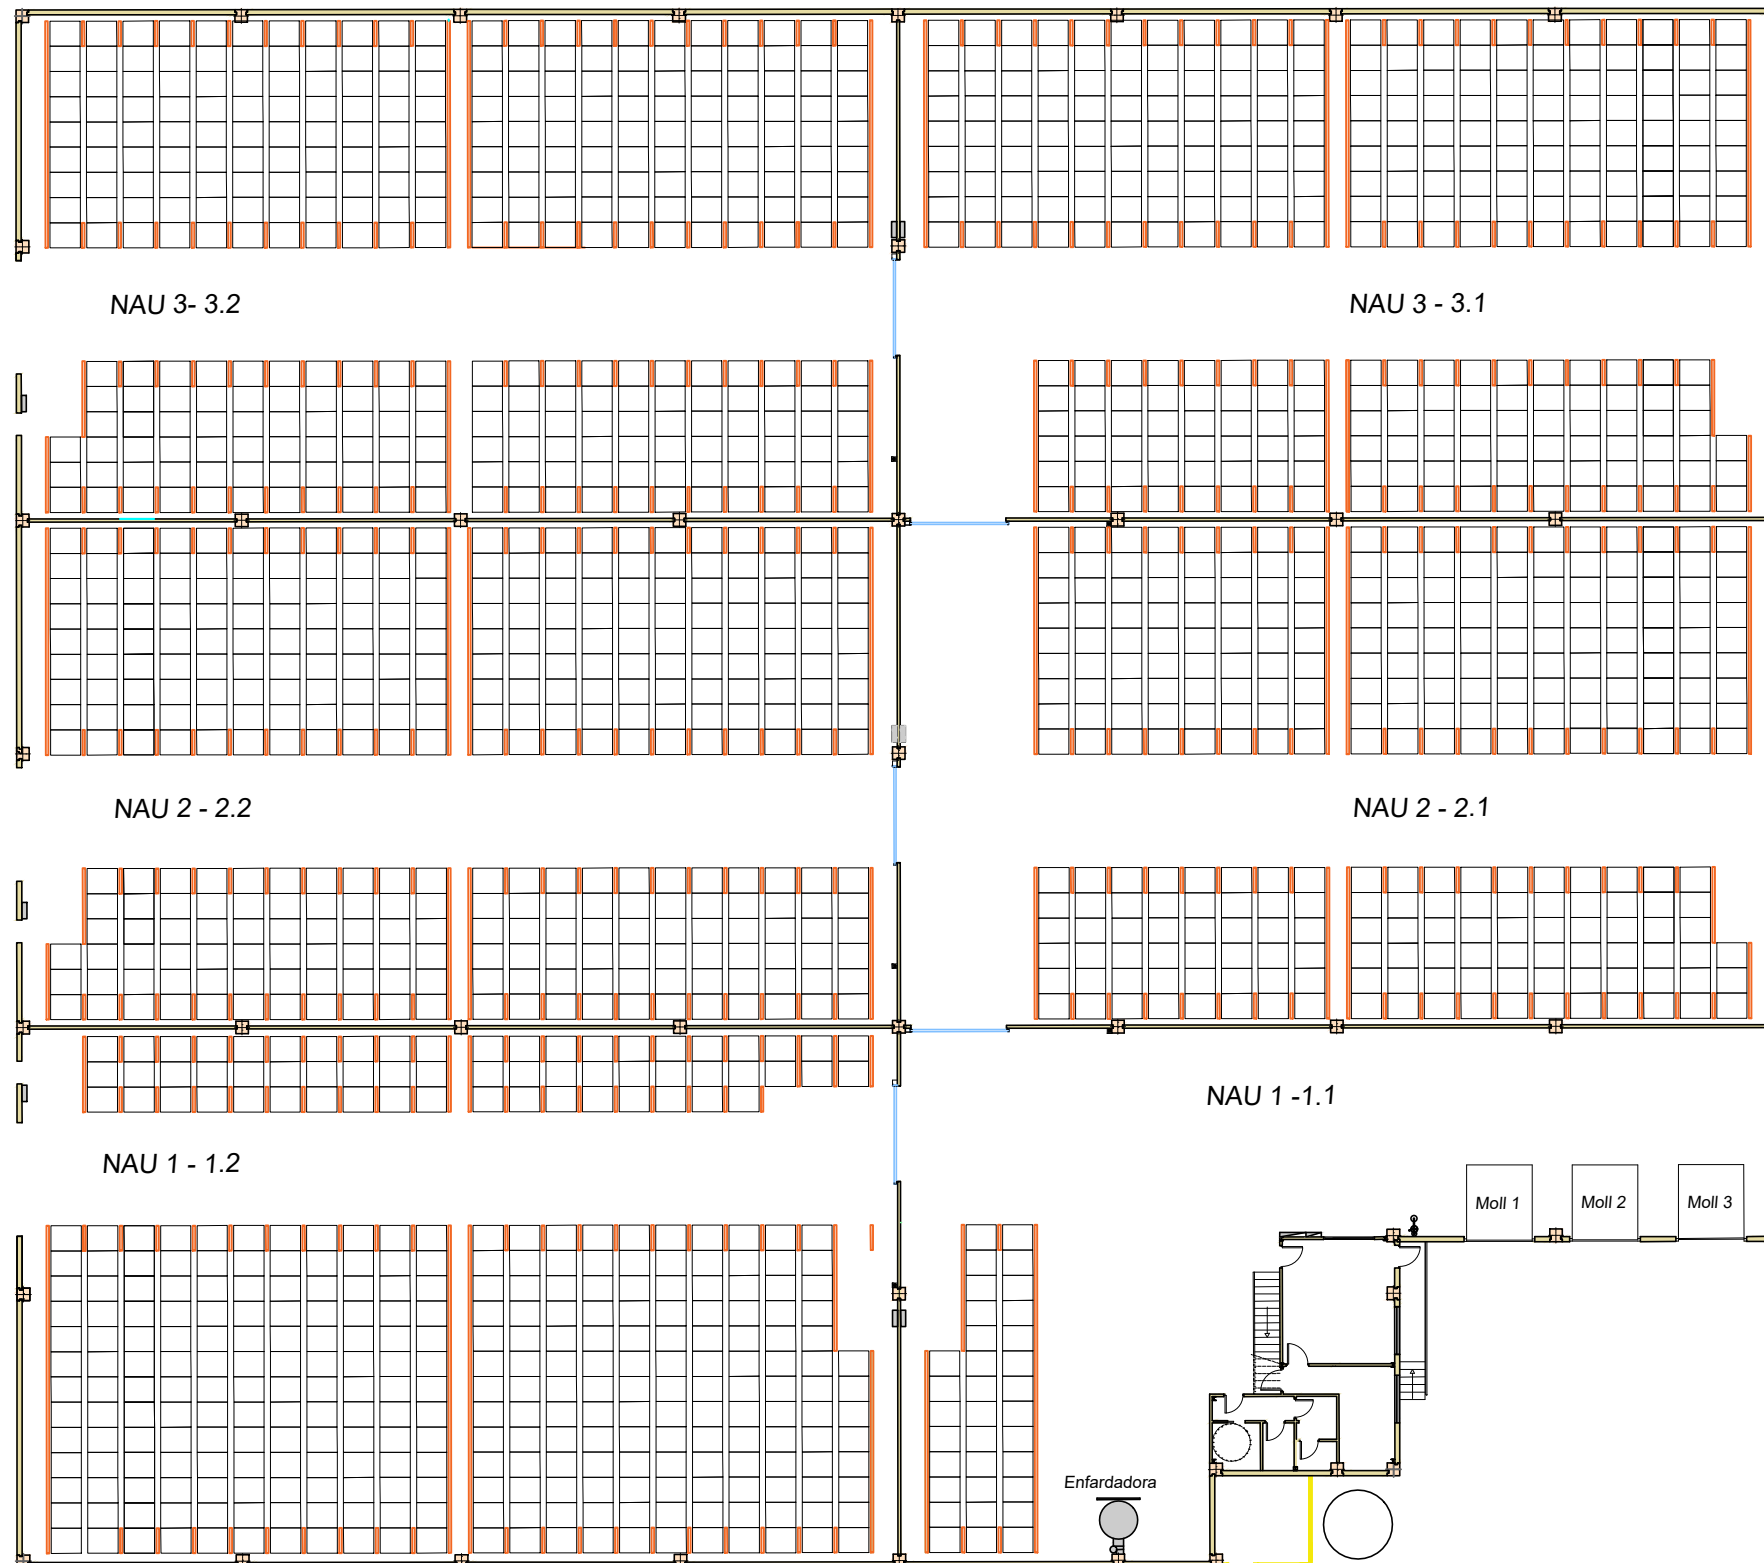 NAU 3- 3.2
NAU 3 - 3.1
NAU 2 - 2.2
NAU 2 - 2.1
NAU 1 -1.1
NAU 1 - 1.2
Moll 1
Moll 2
Moll 3
Enfardadora